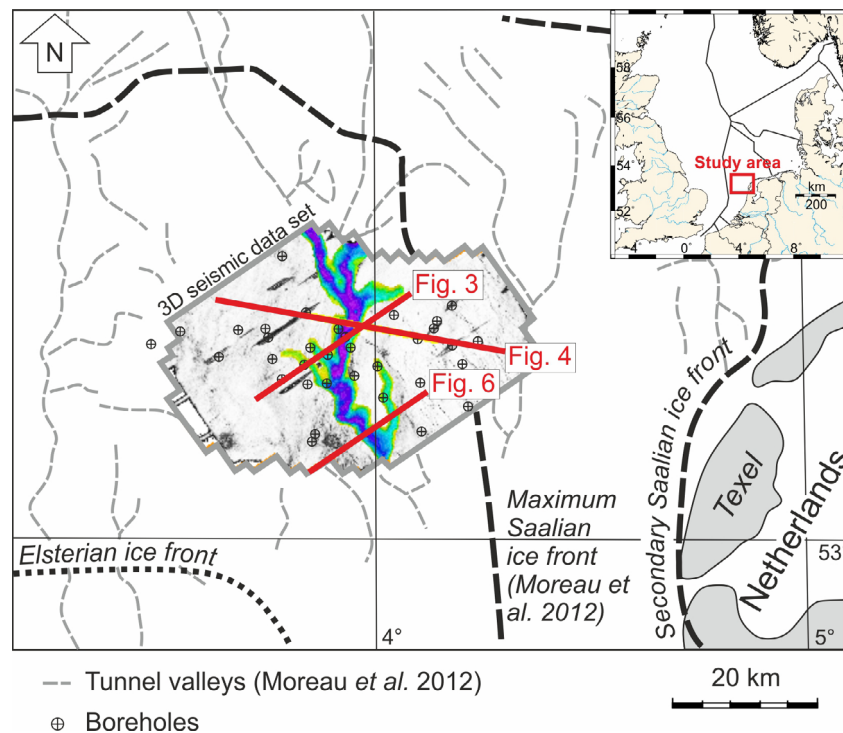 N
58
56
54
52
0
4
8
Study area
km
200
3D seismic data set
Fig. 3
Fig. 4
Fig. 6
Secondary Saalian ice front
Texel
Netherlands
Maximum
Saalian
ice front
(Moreau et
al. 2012)
Elsterian ice front
53
4°
5°
Tunnel valleys (Moreau et al. 2012)
Boreholes
20 km